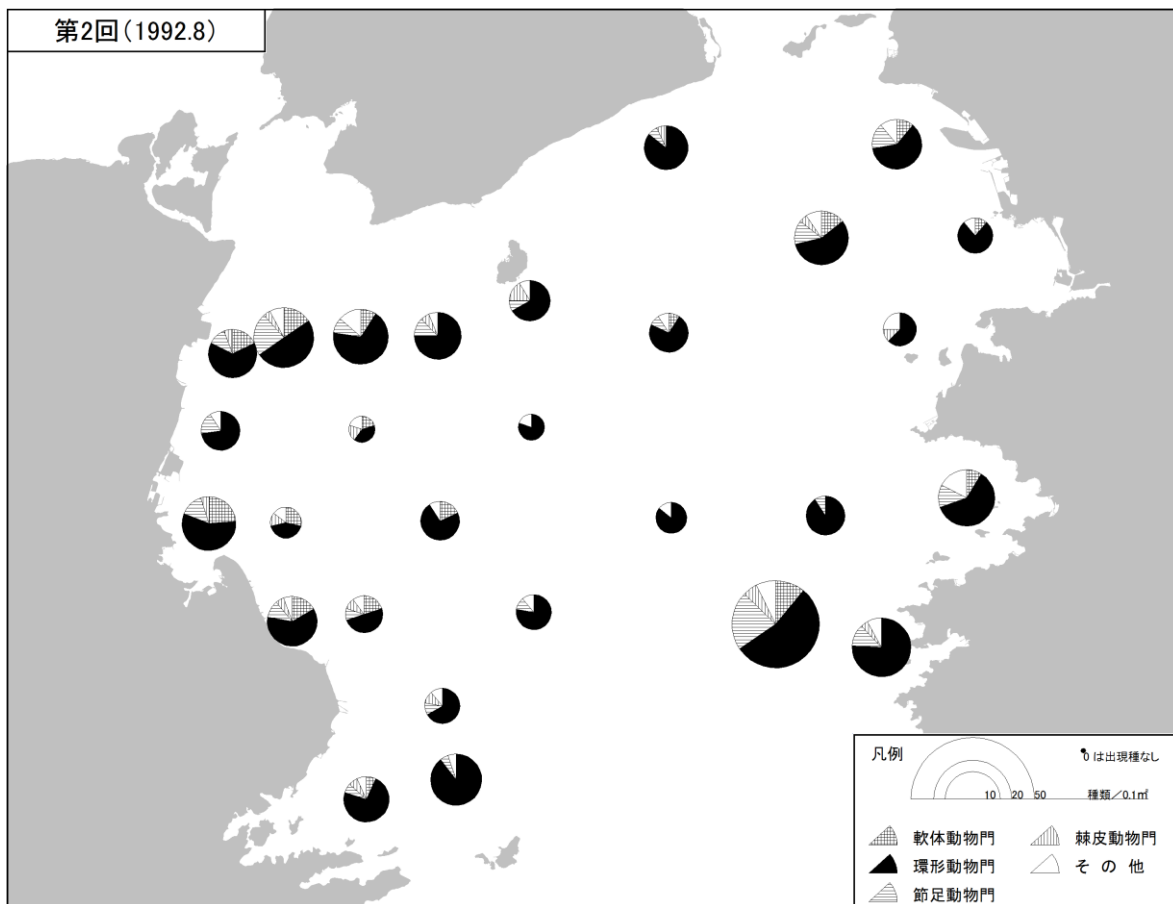 第2回(1992.8)
凡例
0 は出現種なし
10 20 50 種類/0.1㎡
軟体動物門 棘皮動物門
環形動物門 その他
節足動物門